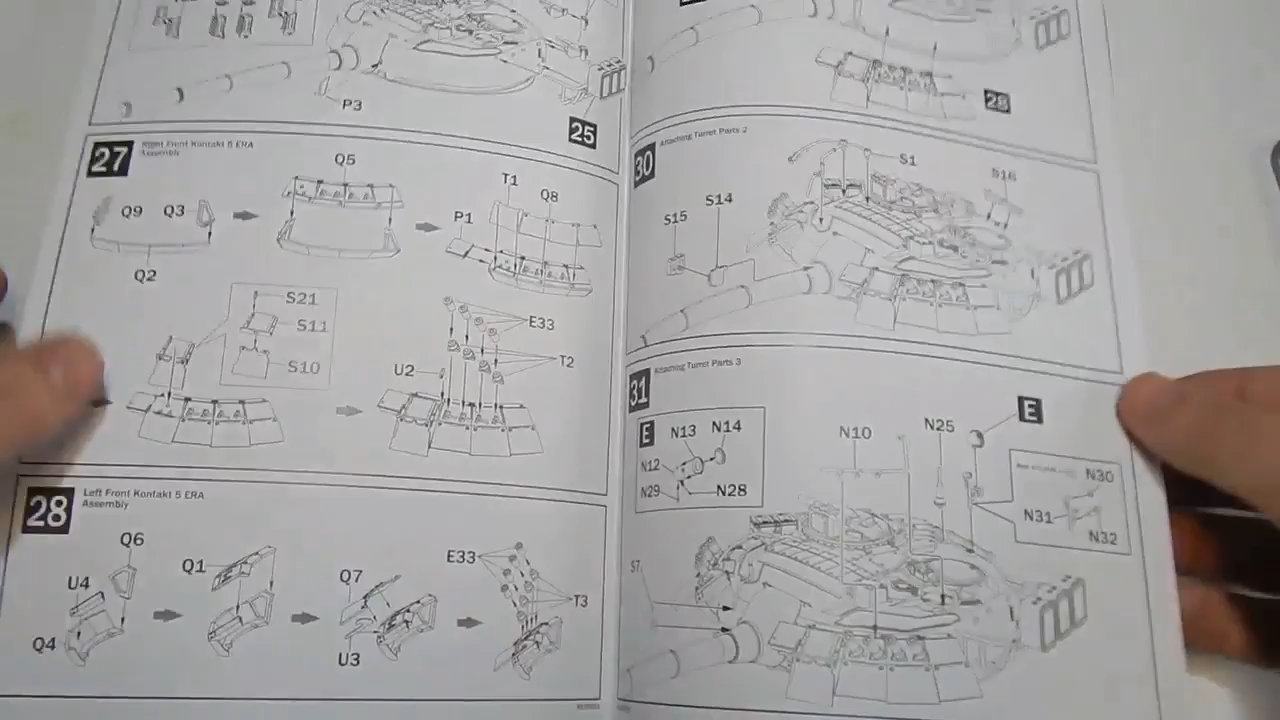 P3
25
27
Right Front Kontakt 5 ERA
Assembly
Q5
Q9
Q3
Q2
T1
Q8
P1
S21
S11
S10
E33
T2
U2
28
Left Front Kontakt 5 ERA
Assembly
Q6
U4
Q4
Q1
Q7
U3
E33
T3
28
30
Attaching Turret Parts 2
S1
S16
S15
S14
31
Attaching Turret Parts 3
E
N13
N14
N12
N29
N28
N10
N25
E
N30
N31
N32
S7